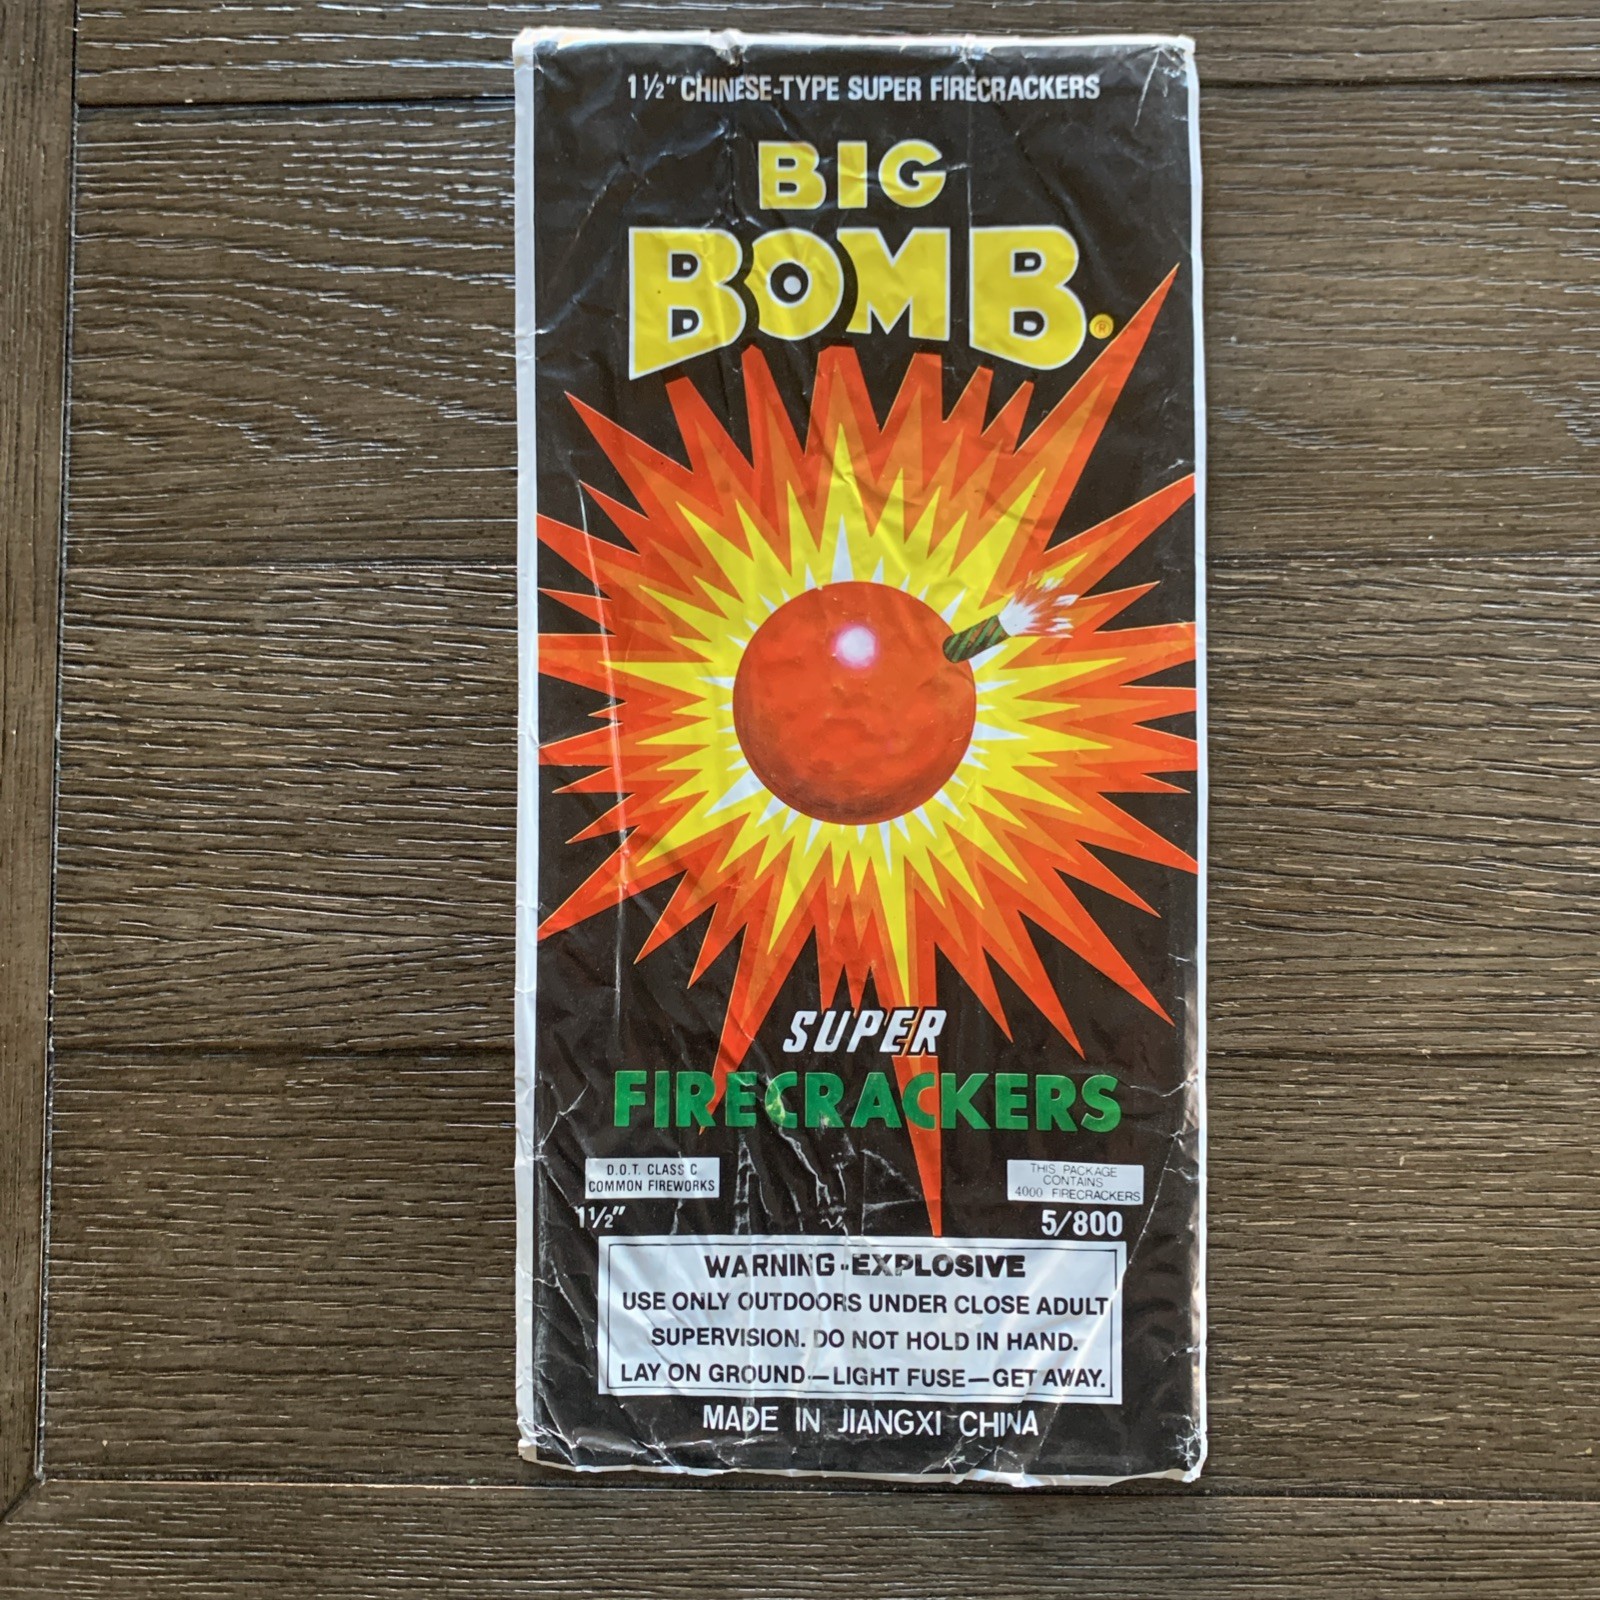 1½" CHINESE-TYPE SUPER FIRECRACKERS
BIG
BOMB®
SUPER
FIRECRACKERS
D.O.T. CLASS C
COMMON FIREWORKS
THIS PACKAGE
CONTAINS
4000 FIRECRACKERS
1½"
5/800
WARNING-EXPLOSIVE
USE ONLY OUTDOORS UNDER CLOSE ADULT
SUPERVISION. DO NOT HOLD IN HAND.
LAY ON GROUND—LIGHT FUSE—GET AWAY.
MADE IN JIANGXI CHINA